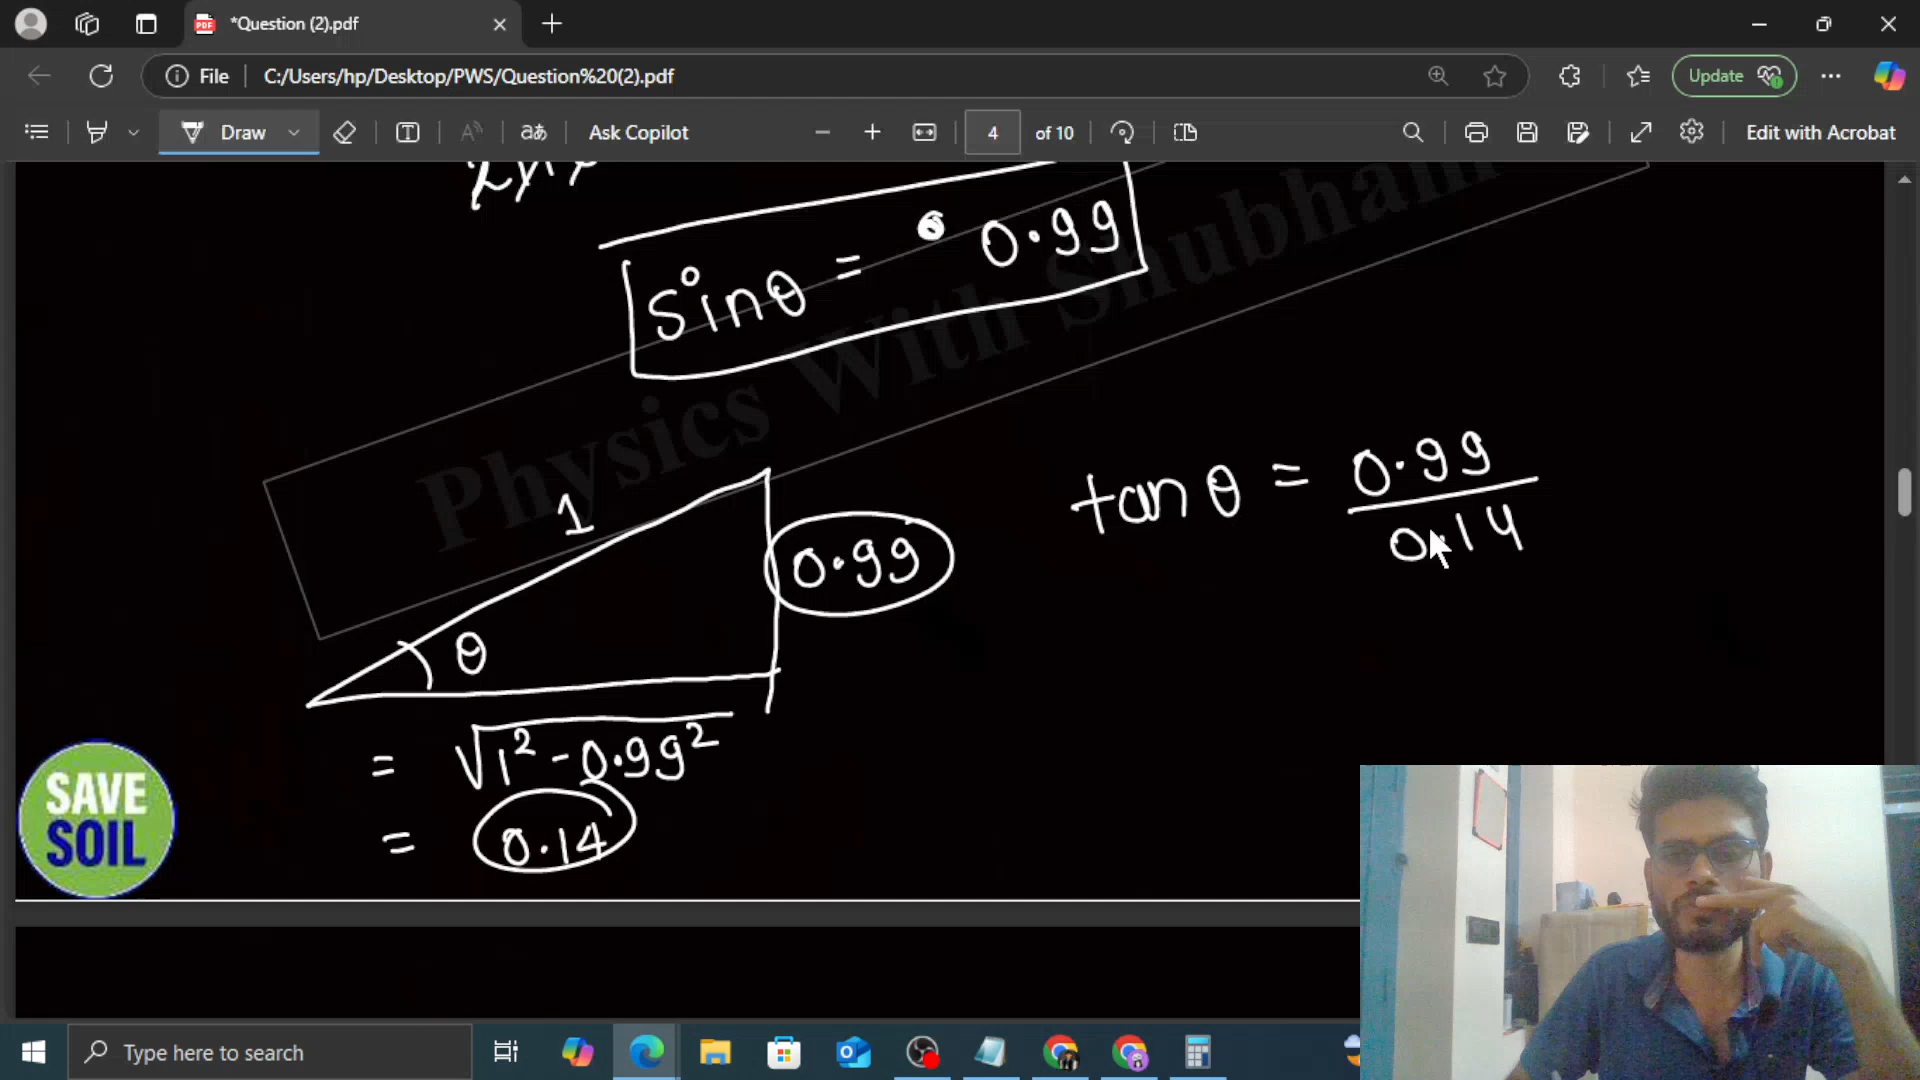 *Question (2).pdf
File
C:/Users/hp/Desktop/PWS/Question%20(2).pdf
Update
Draw
Ask Copilot
4
of 10
Edit with Acrobat
sinθ = 0.99
Physics With Shubham
1
0.99
θ
tan θ = 0.99
0.14
= √1² - 0.99²
= 0.14
SAVE
SOIL
Type here to search